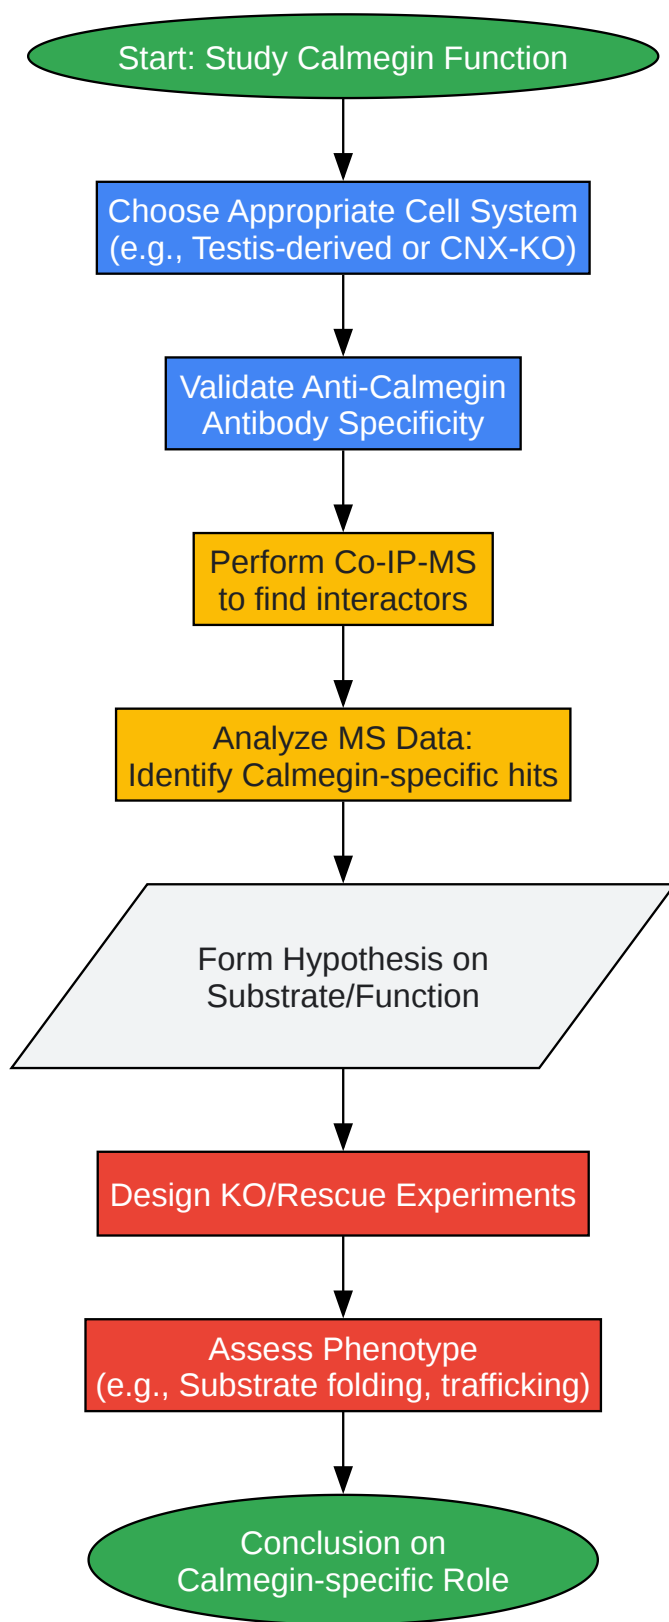 Start: Study Calmegin Function
Choose Appropriate Cell System
(e.g., Testis-derived or CNX-KO)
Validate Anti-Calmegin
Antibody Specificity
Perform Co-IP-MS
to find interactors
Analyze MS Data:
Identify Calmegin-specific hits
Form Hypothesis on
Substrate/Function
Design KO/Rescue Experiments
Assess Phenotype
(e.g., Substrate folding, trafficking)
Conclusion on
Calmegin-specific Role